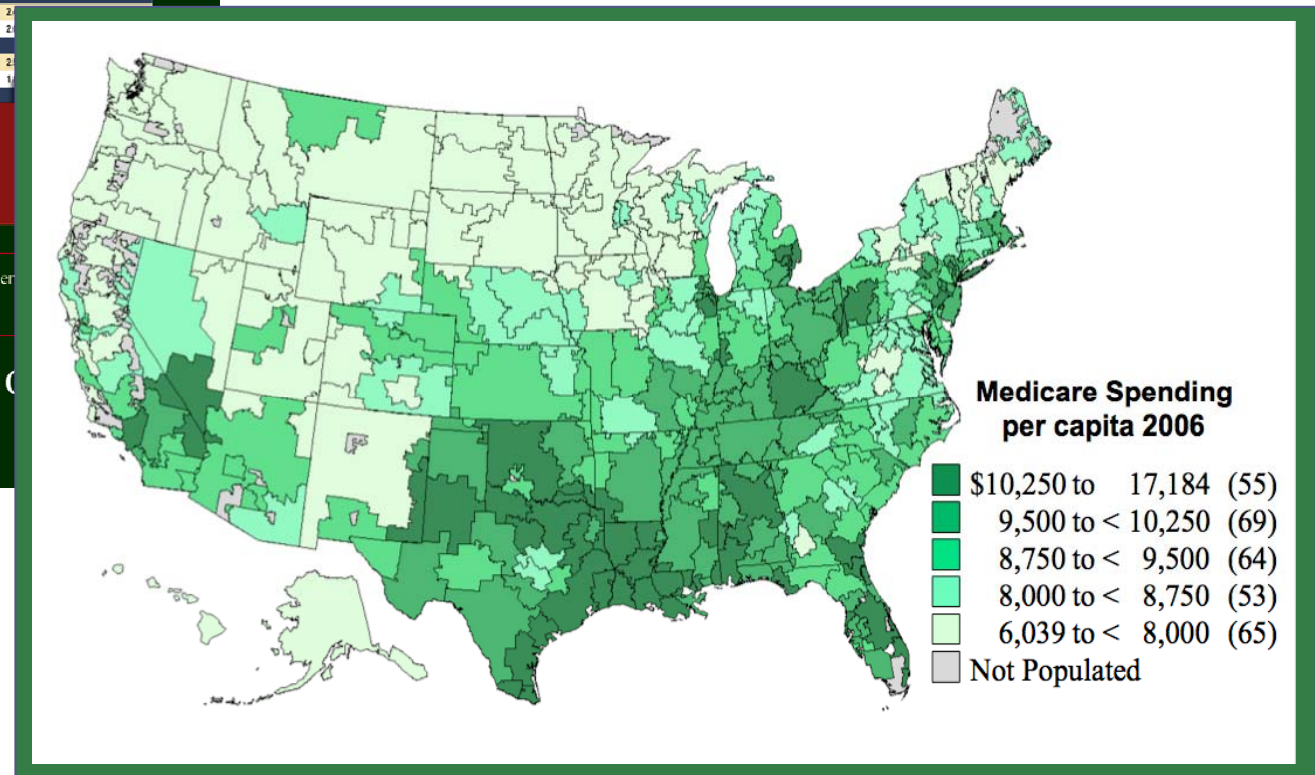 Medicare Spending
per capita 2006
$10,250 to 17,184 (55)
9,500 to < 10,250 (69)
8,750 to < 9,500 (64)
8,000 to < 8,750 (53)
6,039 to < 8,000 (65)
Not Populated